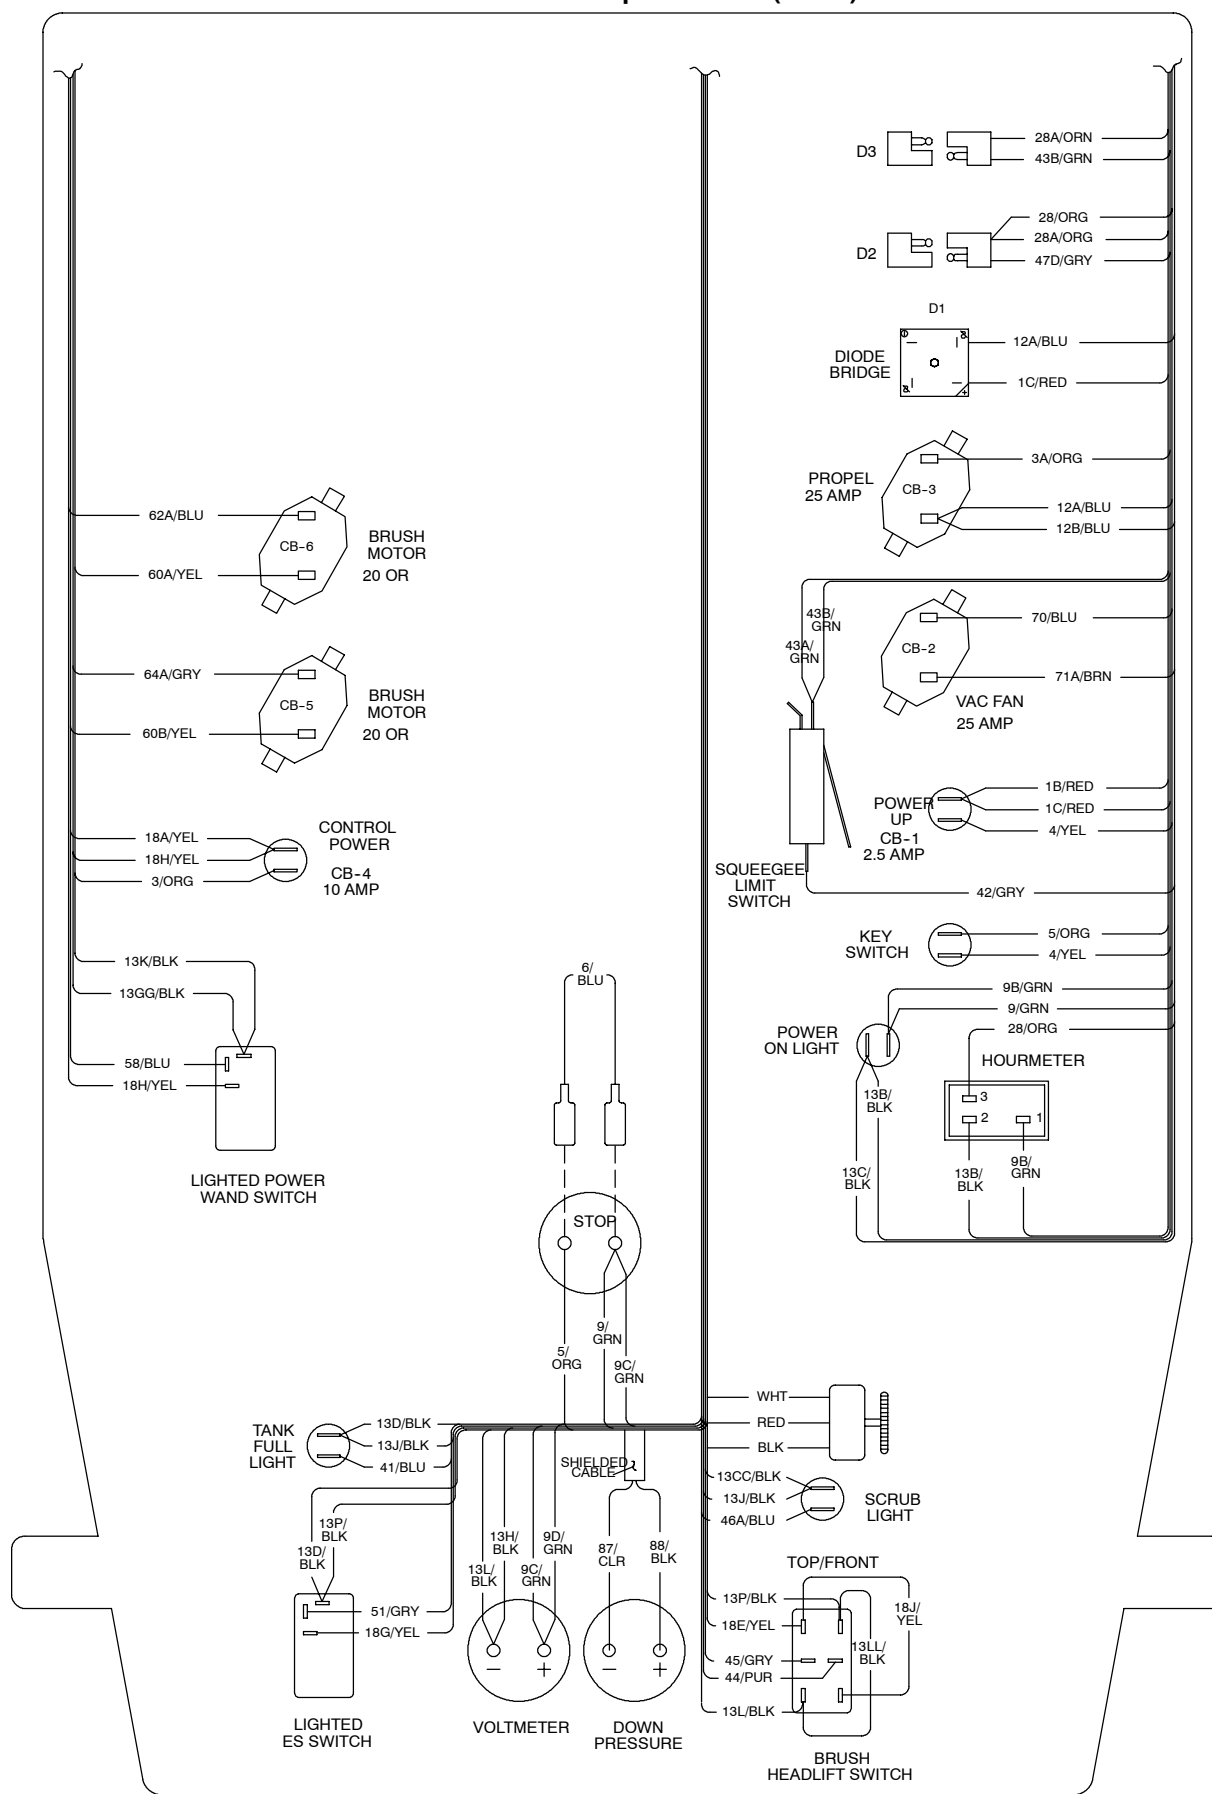 D3
28A/ORN
43B/GRN
D2
28/ORG
28A/ORG
47D/GRY
D1
DIODE
BRIDGE
12A/BLU
1C/RED
+
PROPEL
25 AMP
CB-3
3A/ORG
12A/BLU
12B/BLU
62A/BLU
CB-6
60A/YEL
BRUSH
MOTOR
20 OR
43B/
GRN
43A/
GRN
CB-2
70/BLU
71A/BRN
VAC FAN
25 AMP
64A/GRY
CB-5
60B/YEL
BRUSH
MOTOR
20 OR
POWER
UP
CB-1
2.5 AMP
1B/RED
1C/RED
4/YEL
18A/YEL
18H/YEL
3/ORG
CONTROL
POWER
CB-4
10 AMP
SQUEEGEE
LIMIT
SWITCH
42/GRY
KEY
SWITCH
5/ORG
4/YEL
13K/BLK
13GG/BLK
58/BLU
18H/YEL
LIGHTED POWER
WAND SWITCH
6/
BLU
9B/GRN
9/GRN
28/ORG
POWER
ON LIGHT
HOURMETER
3
2
1
13B/
BLK
13C/
BLK
13B/
BLK
9B/
GRN
STOP
5/
ORG
9/
GRN
9C/
GRN
WHT
RED
BLK
TANK
FULL
LIGHT
13D/BLK
13J/BLK
41/BLU
SHIELDED
CABLE
13CC/BLK
13J/BLK
46A/BLU
SCRUB
LIGHT
13P/
BLK
13D/
BLK
51/GRY
18G/YEL
LIGHTED
ES SWITCH
13H/
BLK
13L/
BLK
9D/
GRN
9C/
GRN
− +
VOLTMETER
87/
CLR
88/
BLK
− +
DOWN
PRESSURE
TOP/FRONT
13P/BLK
18E/YEL
45/GRY
44/PUR
13L/BLK
18J/
YEL
13LL/
BLK
BRUSH
HEADLIFT SWITCH